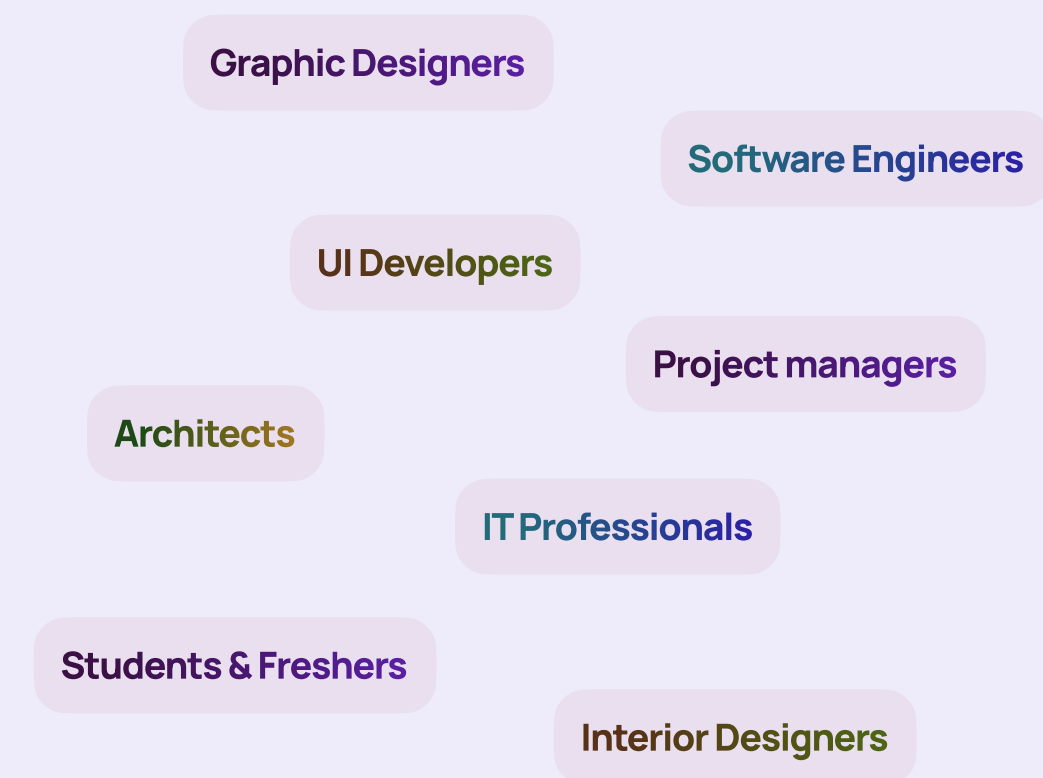 Graphic Designers
Software Engineers
UI Developers
Project managers
Architects
IT Professionals
Students & Freshers
Interior Designers